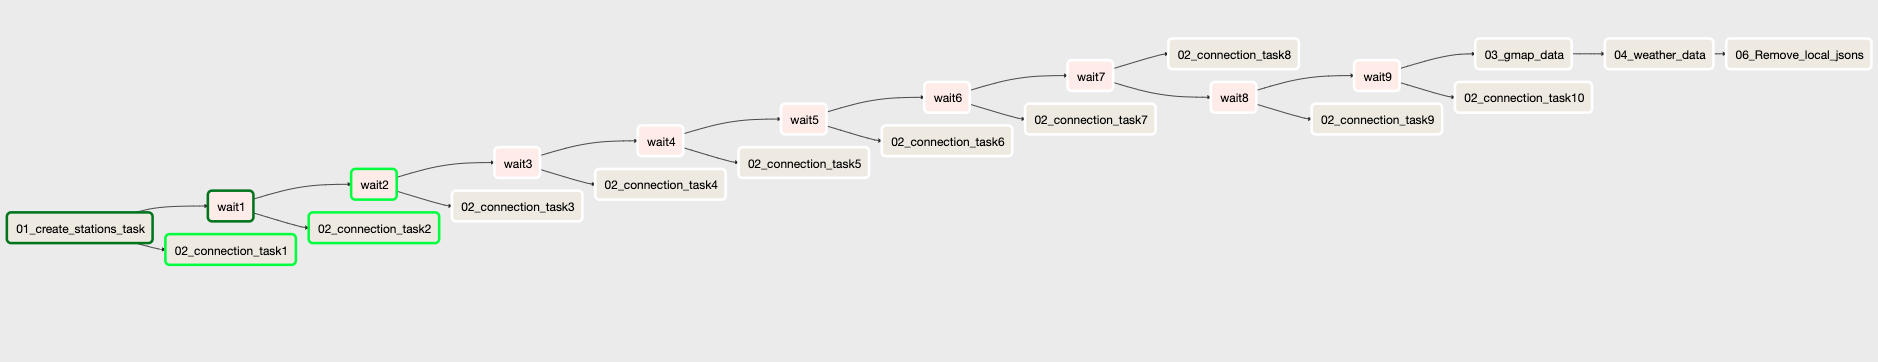 02_connection_task8
03_gmap_data
04_weather_data
06_Remove_local_jsons
wait7
wait9
wait6
wait8
02_connection_task10
wait5
02_connection_task7
02_connection_task9
wait4
02_connection_task6
wait3
02_connection_task5
wait2
02_connection_task4
wait1
02_connection_task3
01_create_stations_task
02_connection_task2
02_connection_task1